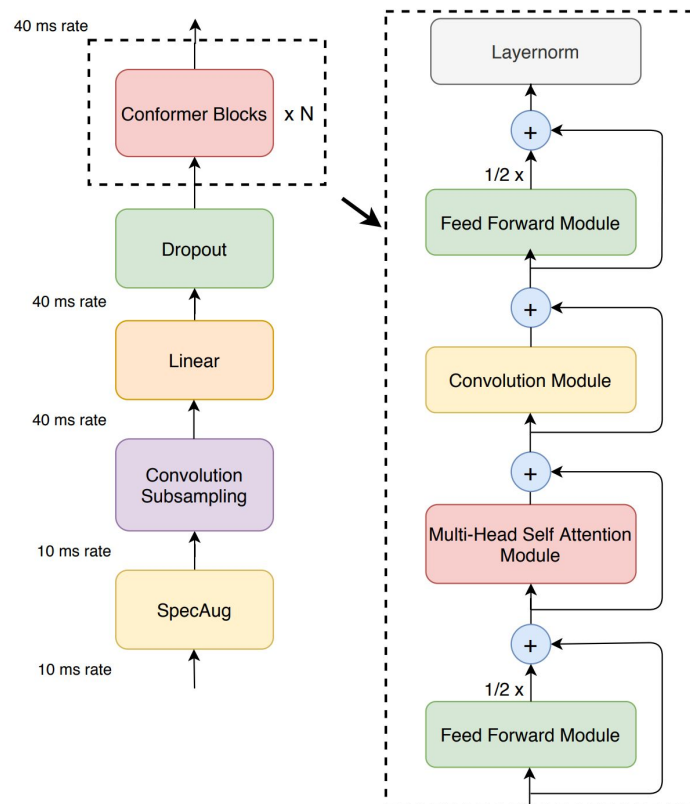 40 ms rate
Conformer Blocks
x N
Dropout
40 ms rate
Linear
40 ms rate
Convolution
Subsampling
10 ms rate
SpecAug
10 ms rate
Layernorm
+
1/2 x
Feed Forward Module
+
Convolution Module
+
Multi-Head Self Attention
Module
+
1/2 x
Feed Forward Module